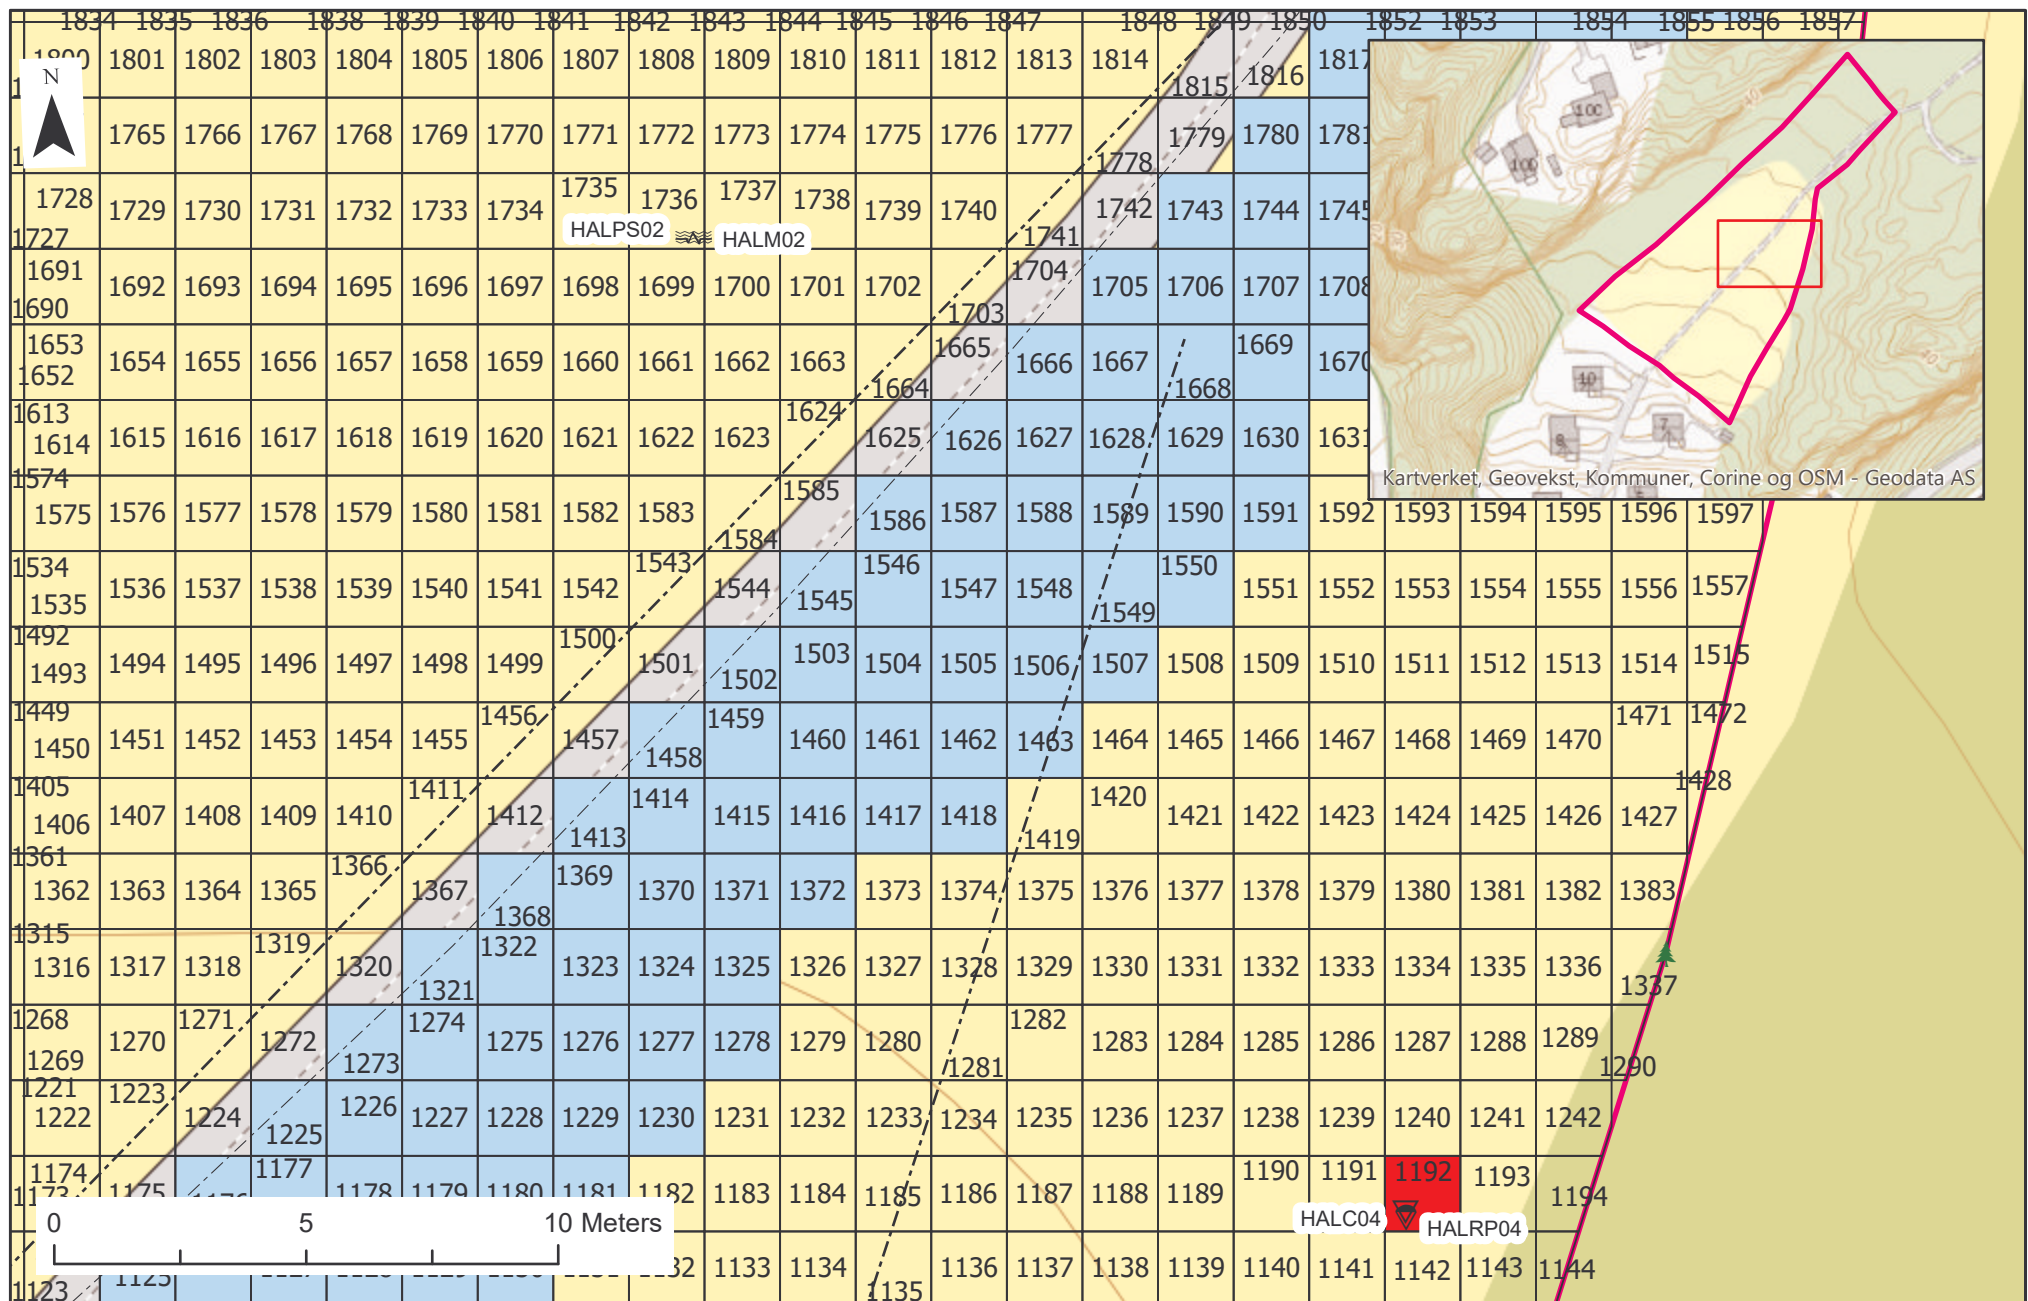 1834 1835 1836 1838 1839 1840 1841 1842 1843 1844 1845 1846 1847 1848 1849 1850 1852 1853 1854 1855 1856 1857
1800 1801 1802 1803 1804 1805 1806 1807 1808 1809 1810 1811 1812 1813 1814 1815 1816 1817
N
1765 1766 1767 1768 1769 1770 1771 1772 1773 1774 1775 1776 1777 1778 1779 1780 1781
1728 1729 1730 1731 1732 1733 1734 1735 1736 1737 1738 1739 1740 1741 1742 1743 1744 1745
HALPS02 HALM02
1727
1691 1692 1693 1694 1695 1696 1697 1698 1699 1700 1701 1702 1703 1704 1705 1706 1707 1708
1690
1653 1654 1655 1656 1657 1658 1659 1660 1661 1662 1663 1664 1665 1666 1667 1668 1669 1670
1652
1613
1614 1615 1616 1617 1618 1619 1620 1621 1622 1623 1624 1625 1626 1627 1628 1629 1630 1631
100
100
10
8
7
40
40
Kartverket, Geovekst, Kommuner, Corine og OSM - Geodata AS
1574
1575 1576 1577 1578 1579 1580 1581 1582 1583 1584 1585 1586 1587 1588 1589 1590 1591 1592 1593 1594 1595 1596 1597
1534
1535 1536 1537 1538 1539 1540 1541 1542 1543 1544 1545 1546 1547 1548 1549 1550 1551 1552 1553 1554 1555 1556 1557
1492
1493 1494 1495 1496 1497 1498 1499 1500 1501 1502 1503 1504 1505 1506 1507 1508 1509 1510 1511 1512 1513 1514 1515
1449
1450 1451 1452 1453 1454 1455 1456 1457 1458 1459 1460 1461 1462 1463 1464 1465 1466 1467 1468 1469 1470 1471 1472
1405
1406 1407 1408 1409 1410 1411 1412 1413 1414 1415 1416 1417 1418 1419 1420 1421 1422 1423 1424 1425 1426 1427 1428
1361
1362 1363 1364 1365 1366 1367 1368 1369 1370 1371 1372 1373 1374 1375 1376 1377 1378 1379 1380 1381 1382 1383
1315
1316 1317 1318 1319 1320 1321 1322 1323 1324 1325 1326 1327 1328 1329 1330 1331 1332 1333 1334 1335 1336 1337
1268
1269 1270 1271 1272 1273 1274 1275 1276 1277 1278 1279 1280 1281 1282 1283 1284 1285 1286 1287 1288 1289 1290
1221
1222 1223 1224 1225 1226 1227 1228 1229 1230 1231 1232 1233 1234 1235 1236 1237 1238 1239 1240 1241 1242
1174 1175 1176 1177 1178 1179 1180 1181 1182 1183 1184 1185 1186 1187 1188 1189 1190 1191 1192 1193 1194
1173
HALC04 HALRP04
0 5 10 Meters
1123 1125 1133 1134 1135 1136 1137 1138 1139 1140 1141 1142 1143 1144